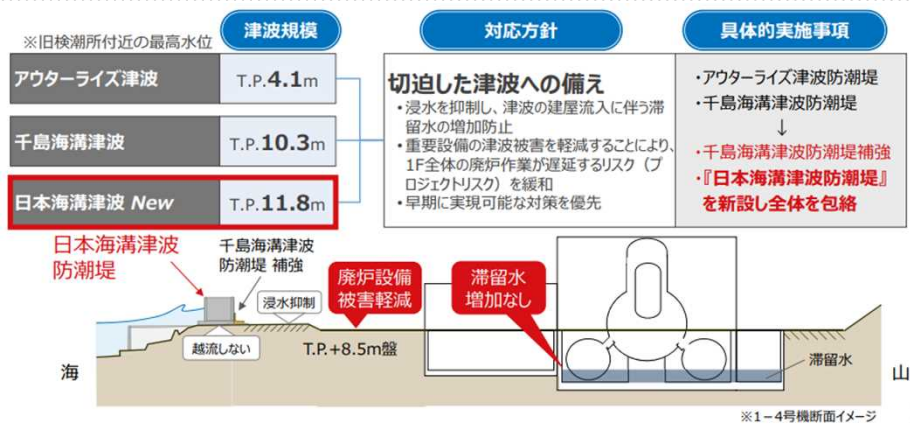 ※旧検潮所付近の最高水位
津波規模
対応方針
具体的実施事項
アウターライズ津波
T.P.4.1m
千島海溝津波
T.P.10.3m
日本海溝津波 New
T.P.11.8m
切迫した津波への備え
・浸水を抑制し、津波の建屋流入に伴う滞
留水の増加防止
・重要設備の津波被害を軽減することにより、
1F全体の廃炉作業が遅延するリスク（プ
ロジェクトリスク）を緩和
・早期に実現可能な対策を優先
・アウターライズ津波防潮堤
・千島海溝津波防潮堤
↓
・千島海溝津波防潮堤補強
・『日本海溝津波防潮堤』
を新設し全体を包絡
日本海溝津波
防潮堤
千島海溝津波
防潮堤 補強
浸水抑制
廃炉設備
被害軽減
滞留水
増加なし
越流しない
T.P.+8.5m盤
滞留水
海
山
※1－4号機断面イメージ